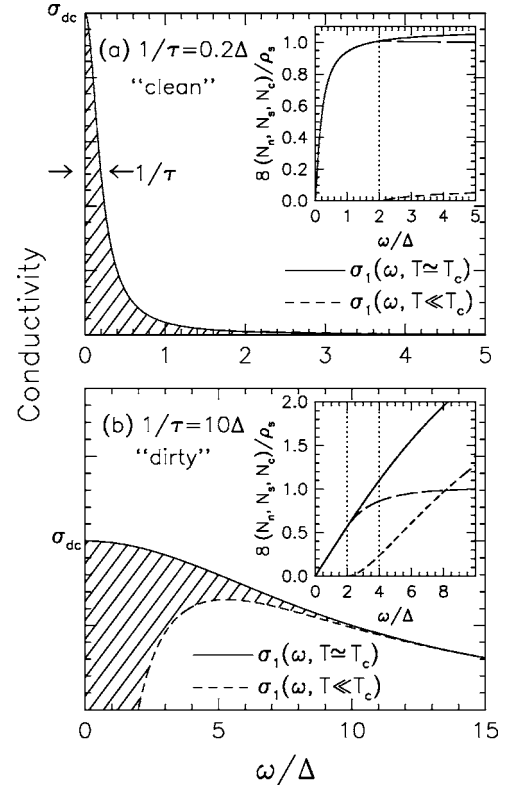 σdc
(a) 1/τ=0.2Δ
"clean"
→ ←1/τ
8 (Nn, Ns, Nc)/ρs
1.0
0.8
0.6
0.4
0.2
0.0
0 1 2 3 4 5
ω/Δ
σ1(ω, T≃Tc)
σ1(ω, T≪Tc)
0 1 2 3 4 5
Conductivity
(b) 1/τ=10Δ
"dirty"
σdc
8 (Nn, Ns, Nc)/ρs
2.0
1.5
1.0
0.5
0.0
0 2 4 6 8
ω/Δ
σ1(ω, T≃Tc)
σ1(ω, T≪Tc)
0 5 10 15
ω/Δ